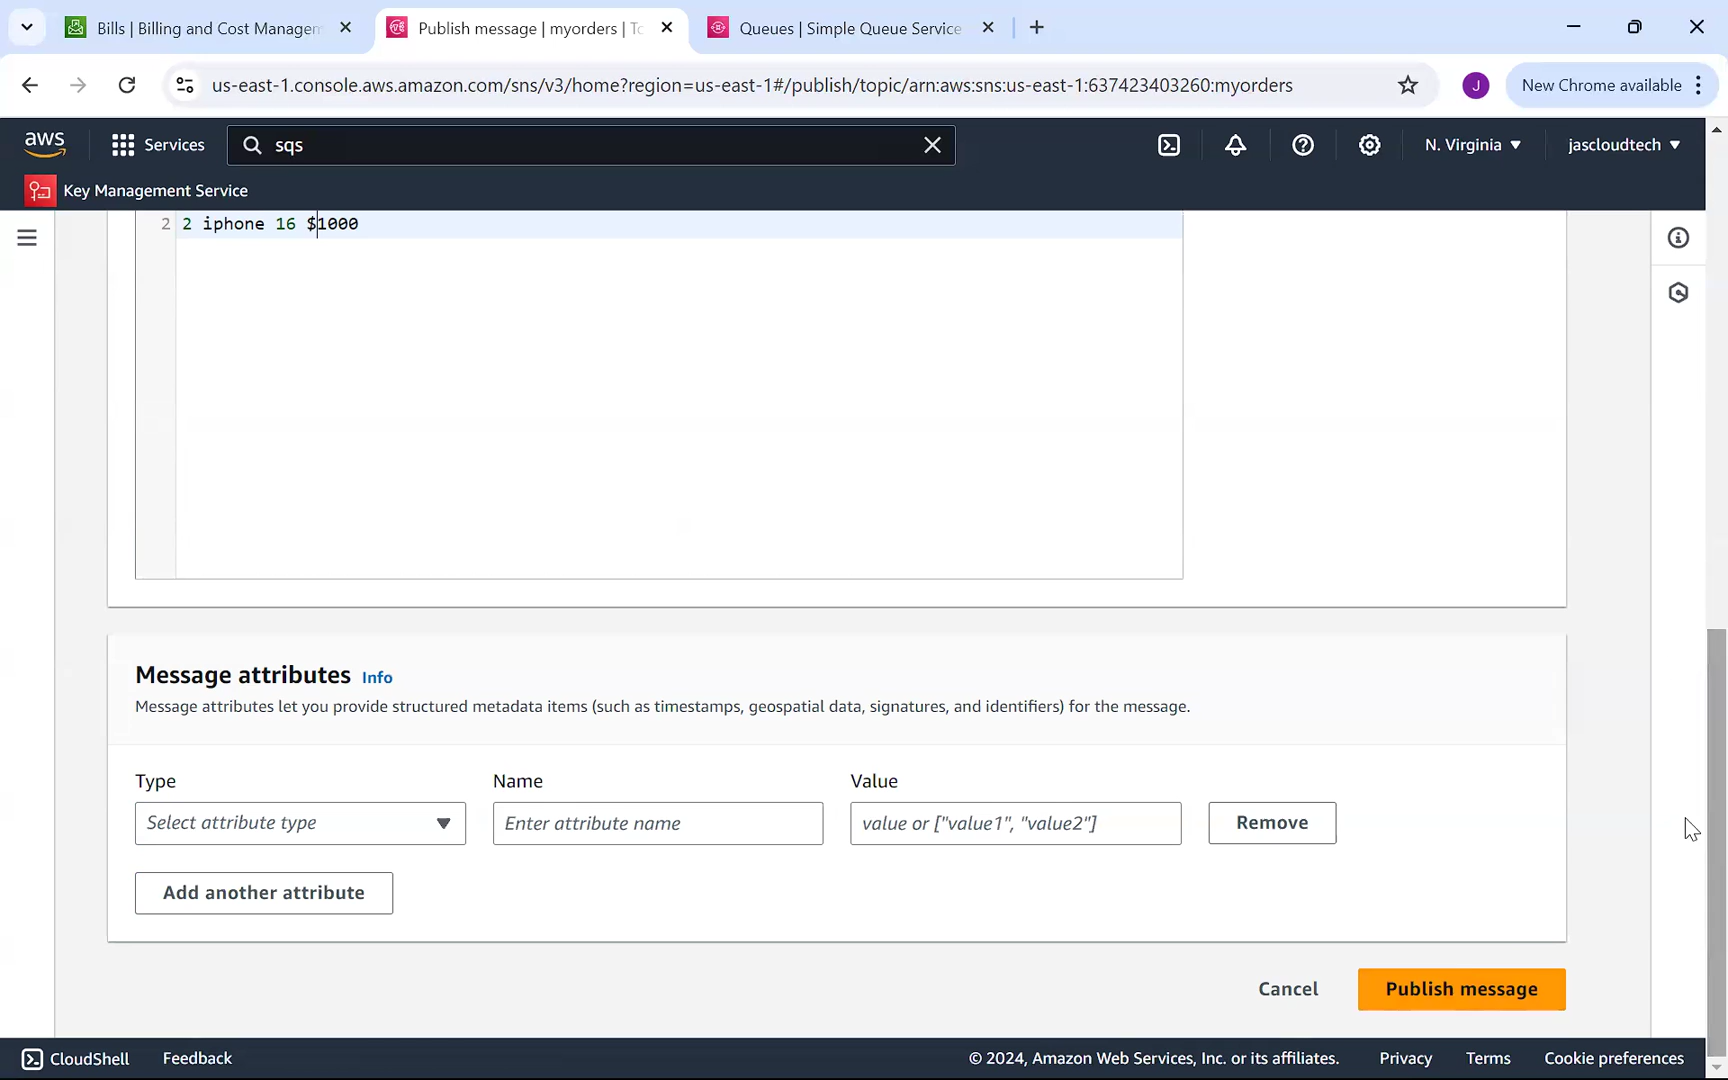 Bills | Billing and Cost Managem
Publish message | myorders | To
Queues | Simple Queue Service
us-east-1.console.aws.amazon.com/sns/v3/home?region=us-east-1#/publish/topic/arn:aws:sns:us-east-1:637423403260:myorders
J
New Chrome available
aws
Services
sqs
N. Virginia
jascloudtech
Key Management Service
2
2 iphone 16 $1000
Message attributes Info
Message attributes let you provide structured metadata items (such as timestamps, geospatial data, signatures, and identifiers) for the message.
Type
Name
Value
Select attribute type
Enter attribute name
value or ["value1", "value2"]
Remove
Add another attribute
Cancel
Publish message
CloudShell
Feedback
© 2024, Amazon Web Services, Inc. or its affiliates.
Privacy
Terms
Cookie preferences